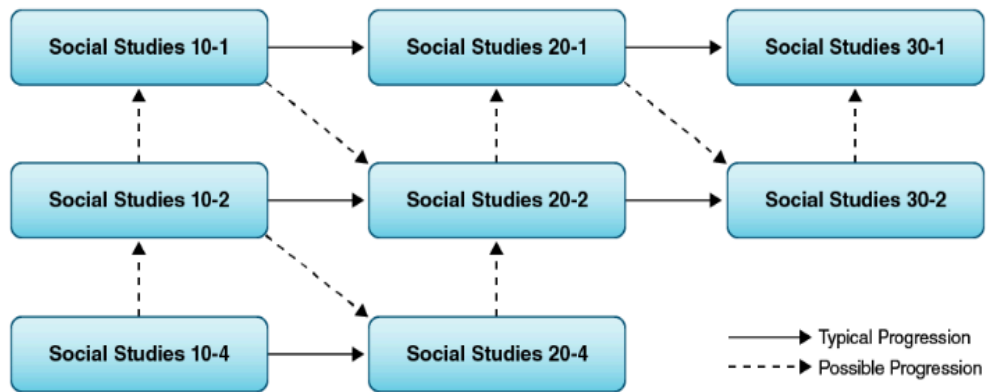 Social Studies 10-1
Social Studies 20-1
Social Studies 30-1
Social Studies 10-2
Social Studies 20-2
Social Studies 30-2
Social Studies 10-4
Social Studies 20-4
Typical Progression
Possible Progression